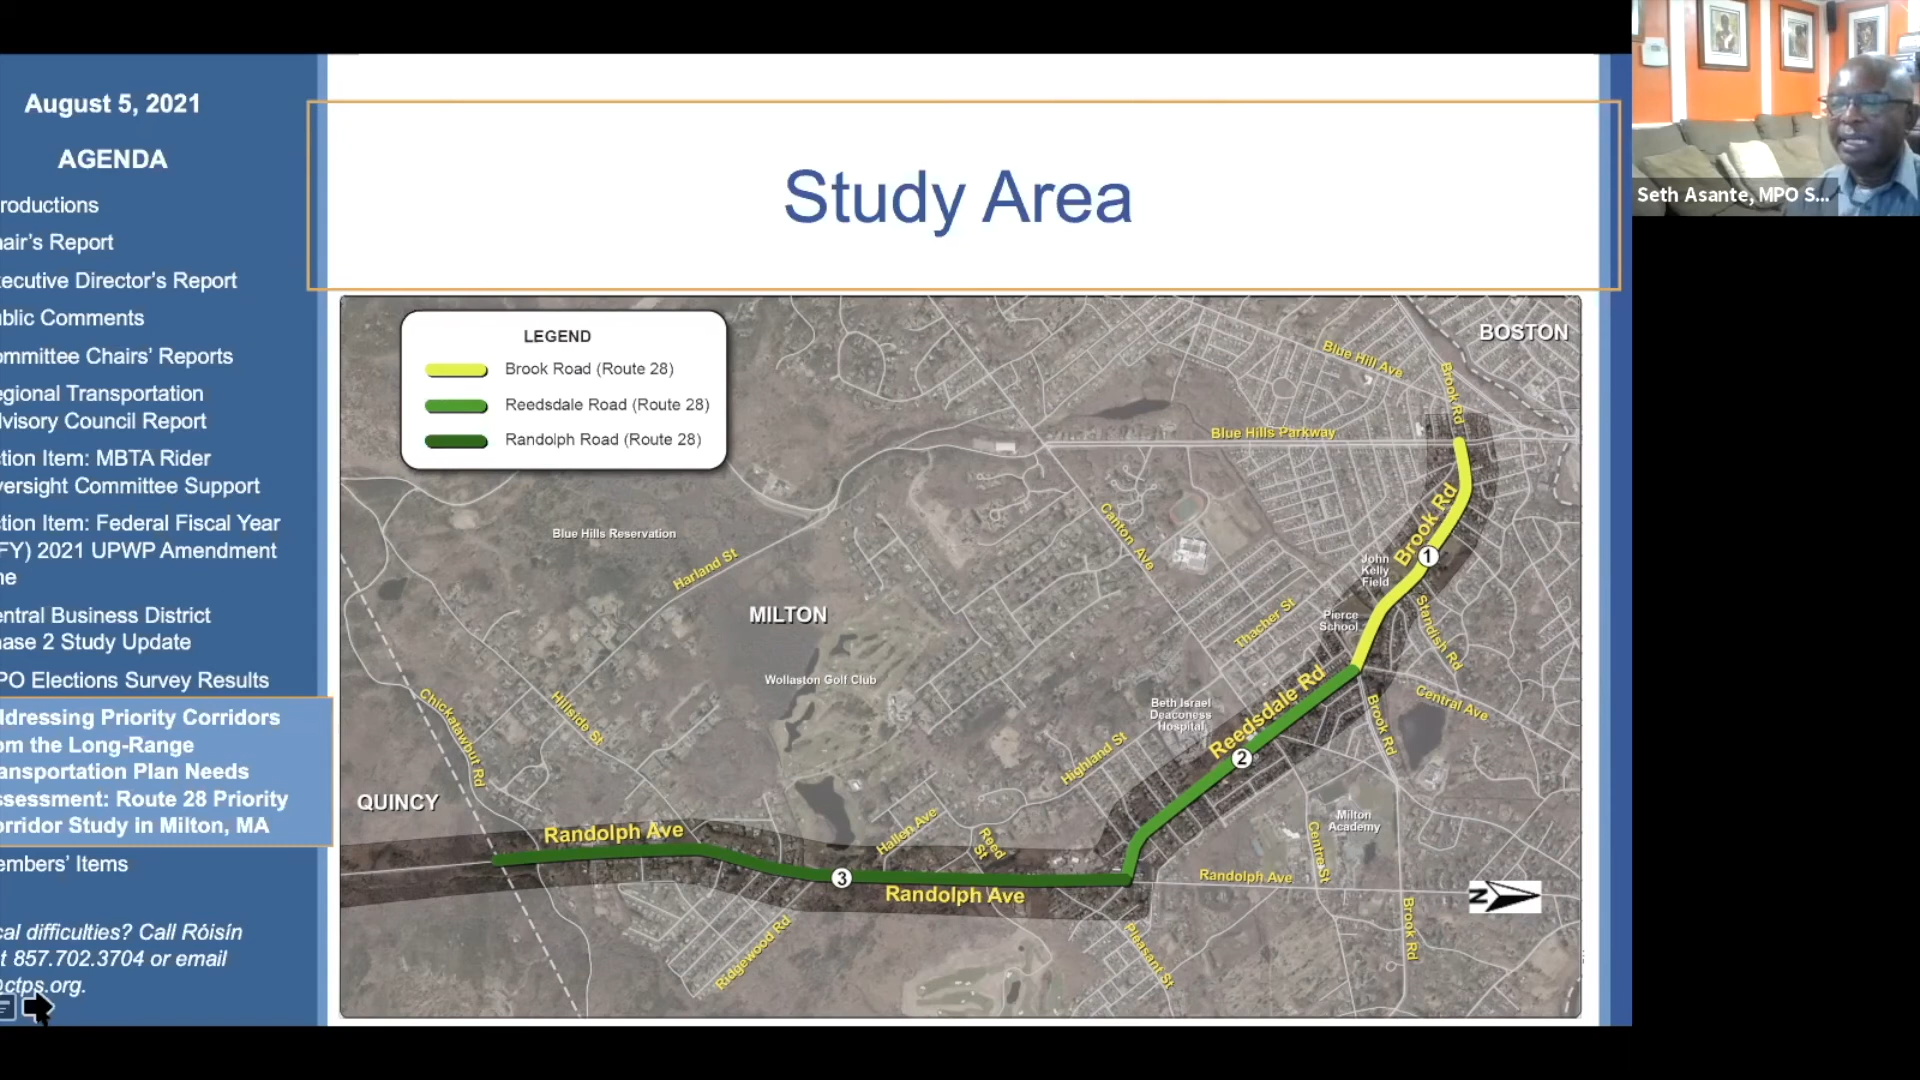 August 5, 2021
AGENDA
roductions
air's Report
ecutive Director's Report
blic Comments
mmittee Chairs' Reports
egional Transportation
visory Council Report
tion Item: MBTA Rider
versight Committee Support
tion Item: Federal Fiscal Year
FY) 2021 UPWP Amendment
ne
entral Business District
ase 2 Study Update
PO Elections Survey Results
ddressing Priority Corridors
om the Long-Range
ansportation Plan Needs
ssessment: Route 28 Priority
orridor Study in Milton, MA
embers' Items
cal difficulties? Call Róisín
t 857.702.3704 or email
@ctps.org.
Study Area
LEGEND
Brook Road (Route 28)
Reedsdale Road (Route 28)
Randolph Road (Route 28)
BOSTON
Blue Hill Ave
Brook Rd
Blue Hills Parkway
Brook Rd
1
Canton Ave
Blue Hills Reservation
Harland St
John
Kelly
Field
Thacher St
Pierce
School
Standish Rd
MILTON
Wollaston Golf Club
Beth Israel
Deaconess
Hospital
Reedsdale Rd
2
Central Ave
Brook Rd
Chickatawbut Rd
Hillside St
Highland St
QUINCY
Randolph Ave
Hallen Ave
Reed
St
Milton
Academy
Centre St
3
Randolph Ave
Randolph Ave
N
Brook Rd
Ridgewood Rd
Pleasant St
Seth Asante, MPO S...